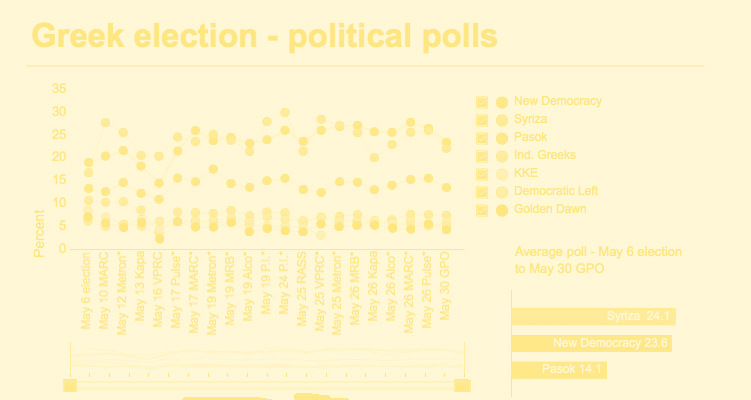 Greek election - political polls
35
30
25
20
15
10
5
0
Percent
New Democracy
Syriza
Pasok
Ind. Greeks
KKE
Democratic Left
Golden Dawn
May 6 election
May 10 MARC
May 12 Metron*
May 13 Kapa
May 16 VPRC
May 17 Pulse*
May 17 MARC*
May 19 Metron*
May 19 MRB*
May 19 Alco*
May 19 P.I.*
May 24 P.I.*
May 25 RASS
May 25 VPRC*
May 25 Metron*
May 26 MRB*
May 26 Kapa
May 26 Alco*
May 26 MARC*
May 26 Pulse*
May 30 GPO
Average poll - May 6 election
to May 30 GPO
Syriza 24.1
New Democracy 23.6
Pasok 14.1